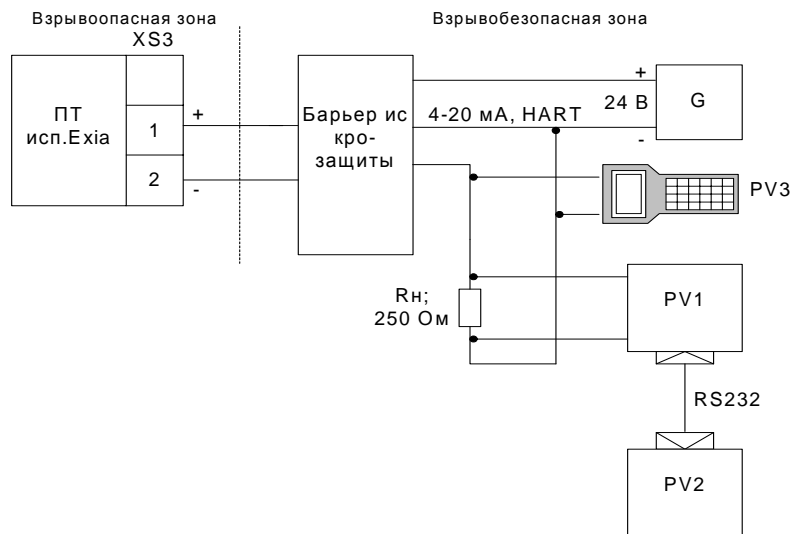 Взрывоопасная зона
Взрывобезопасная зона
XS3
ПТ
исп.Exia
1
2
+
-
Барьер ис
кро-
защиты
4-20 мА, HART
+
24 В
-
G
PV3
Rн;
250 Ом
PV1
RS232
PV2